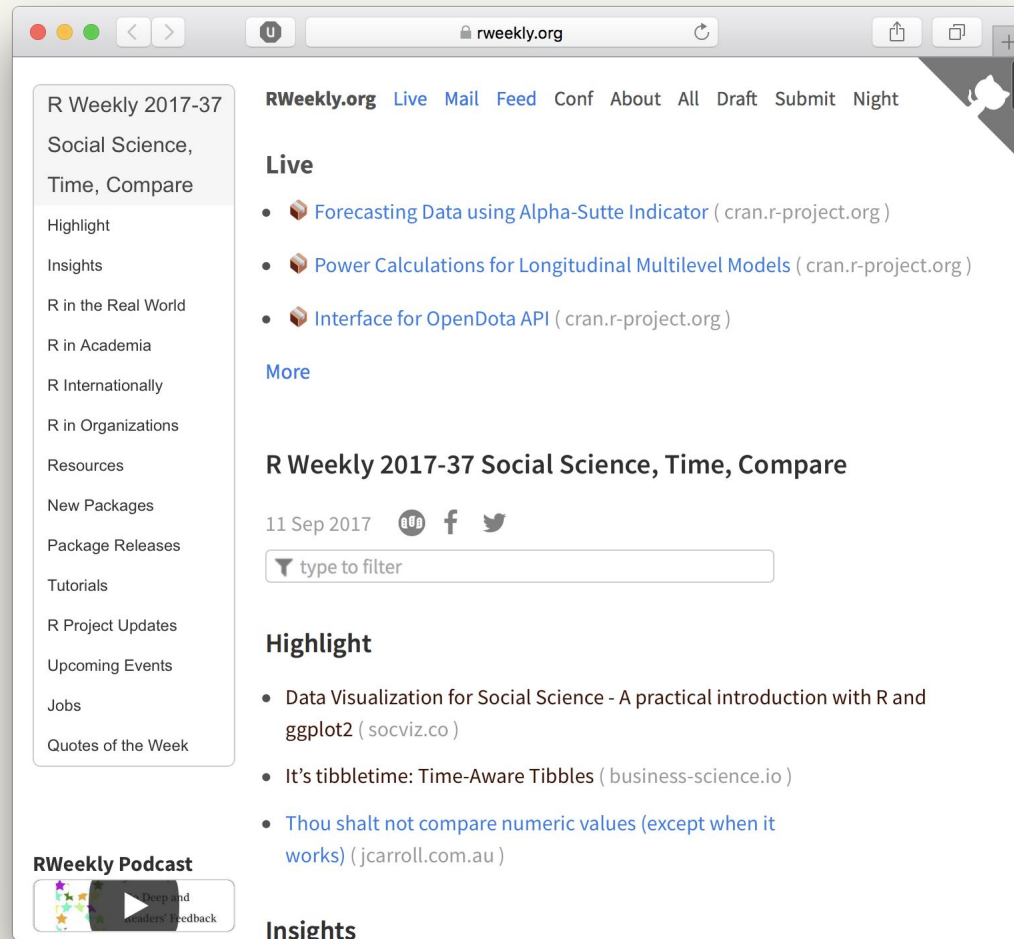 rweekly.org
R Weekly 2017-37
Social Science,
Time, Compare
Highlight
Insights
R in the Real World
R in Academia
R Internationally
R in Organizations
Resources
New Packages
Package Releases
Tutorials
R Project Updates
Upcoming Events
Jobs
Quotes of the Week
RWeekly Podcast
Deep and
Readers' Feedback
RWeekly.org Live Mail Feed Conf About All Draft Submit Night
Live
Forecasting Data using Alpha-Sutte Indicator ( cran.r-project.org )
Power Calculations for Longitudinal Multilevel Models ( cran.r-project.org )
Interface for OpenDota API ( cran.r-project.org )
More
R Weekly 2017-37 Social Science, Time, Compare
11 Sep 2017
type to filter
Highlight
Data Visualization for Social Science - A practical introduction with R and
ggplot2 ( socviz.co )
It's tibbletime: Time-Aware Tibbles ( business-science.io )
Thou shalt not compare numeric values (except when it
works) ( jcarroll.com.au )
Insights